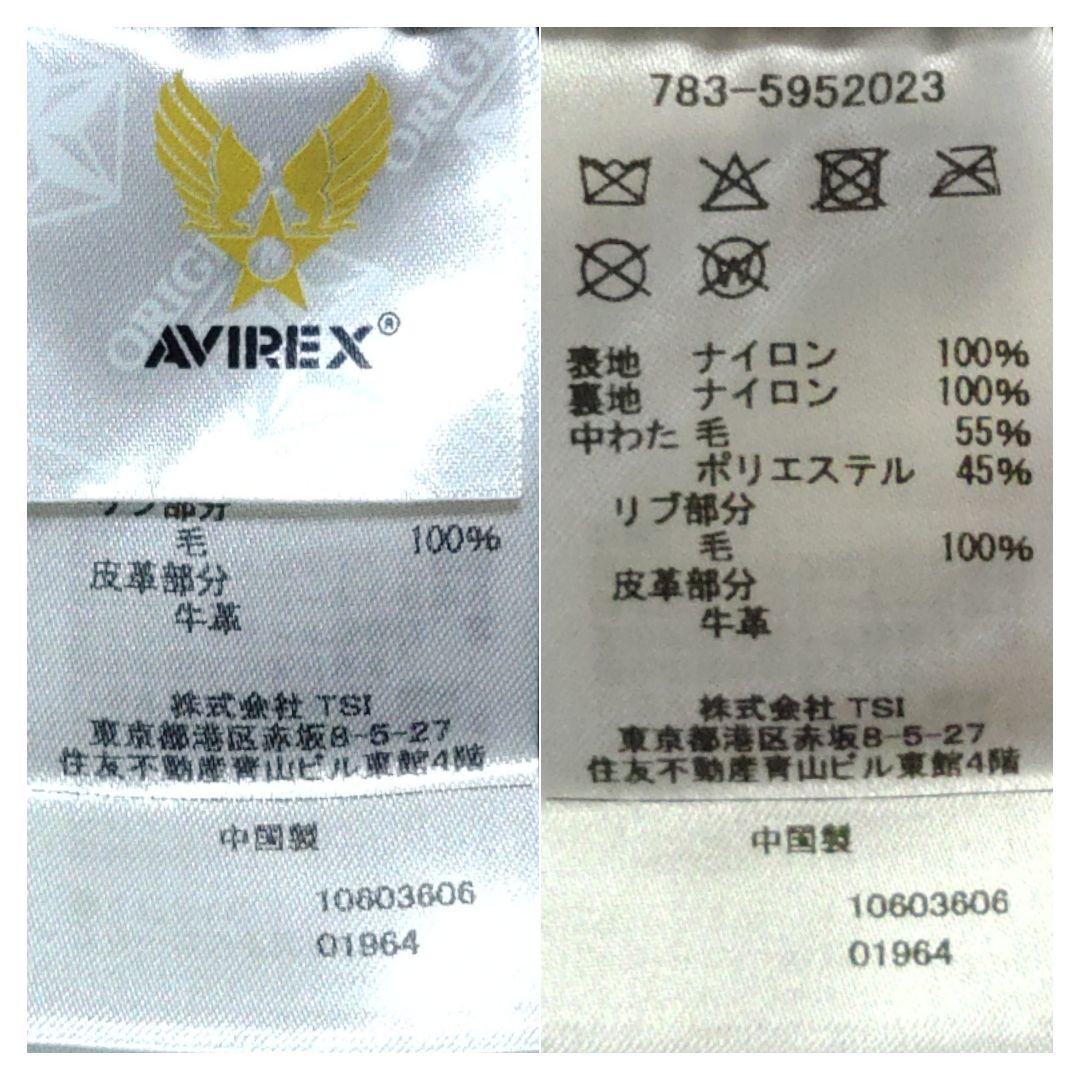 ORIGI
ORIGI
AVIREX®
リブ部分
毛 100%
皮革部分
牛革
株式会社 TSI
東京都港区赤坂8-5-27
住友不動産青山ビル東館4階
中国製
10603606
01964
783-5952023
W
表地 ナイロン 100%
裏地 ナイロン 100%
中わた 毛 55%
ポリエステル 45%
リブ部分
毛 100%
皮革部分
牛革
株式会社 TSI
東京都港区赤坂8-5-27
住友不動産青山ビル東館4階
中国製
10603606
01964